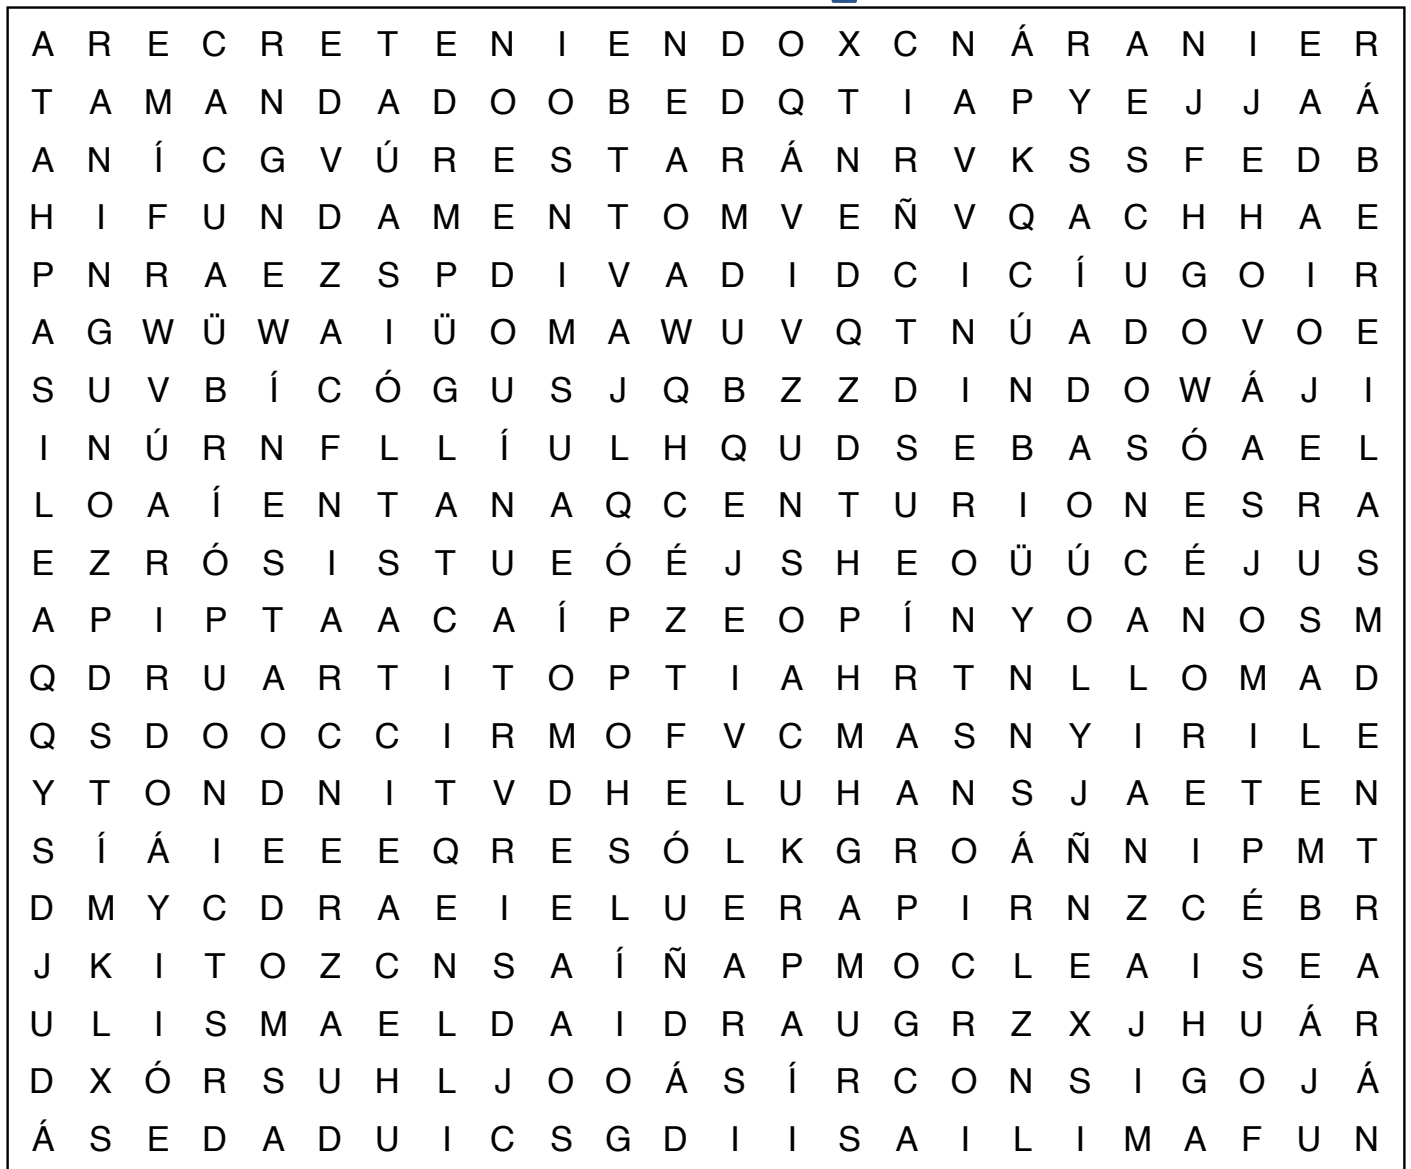 A R E C R E T E N I E N D O X C N Á R A N I E R
T A M A N D A D O O B E D Q T I A P Y E J J A Á
A N Í C G V Ú R E S T A R Á N R V K S S F E D B
H I F U N D A M E N T O M V E Ñ V Q A C H H A E
P N R A E Z S P D I V A D I D C I C Í U G O I R
A G W Ü W A I Ü O M A W U V Q T N Ú A D O V O E
S U V B Í C Ó G U S J Q B Z Z D I N D O W Á J I
I N Ú R N F L L Í U L H Q U D S E B A S Ó A E L
L O A Í E N T A N A Q C E N T U R I O N E S R A
E Z R Ó S I S T U E Ó É J S H E O Ü Ú C É J U S
A P I P T A A C A Í P Z E O P Í N Y O A N O S M
Q D R U A R T I T O P T I A H R T N L L O M A D
Q S D O O C C I R M O F V C M A S N Y I R I L E
Y T O N D N I T V D H E L U H A N S J A E T E N
S Í Á I E E E Q R E S Ó L K G R O Á Ñ N I P M T
D M Y C D R A E I E L U E R A P I R N Z C É B R
J K I T O Z C N S A Í Ñ A P M O C L E A I S E A
U L I S M A E L D A I D R A U G R Z X J H U Á R
D X Ó R S U H L J O O Á S Í R C O N S I G O J Á
Á S E D A D U I C S G D I I S A I L I M A F U N